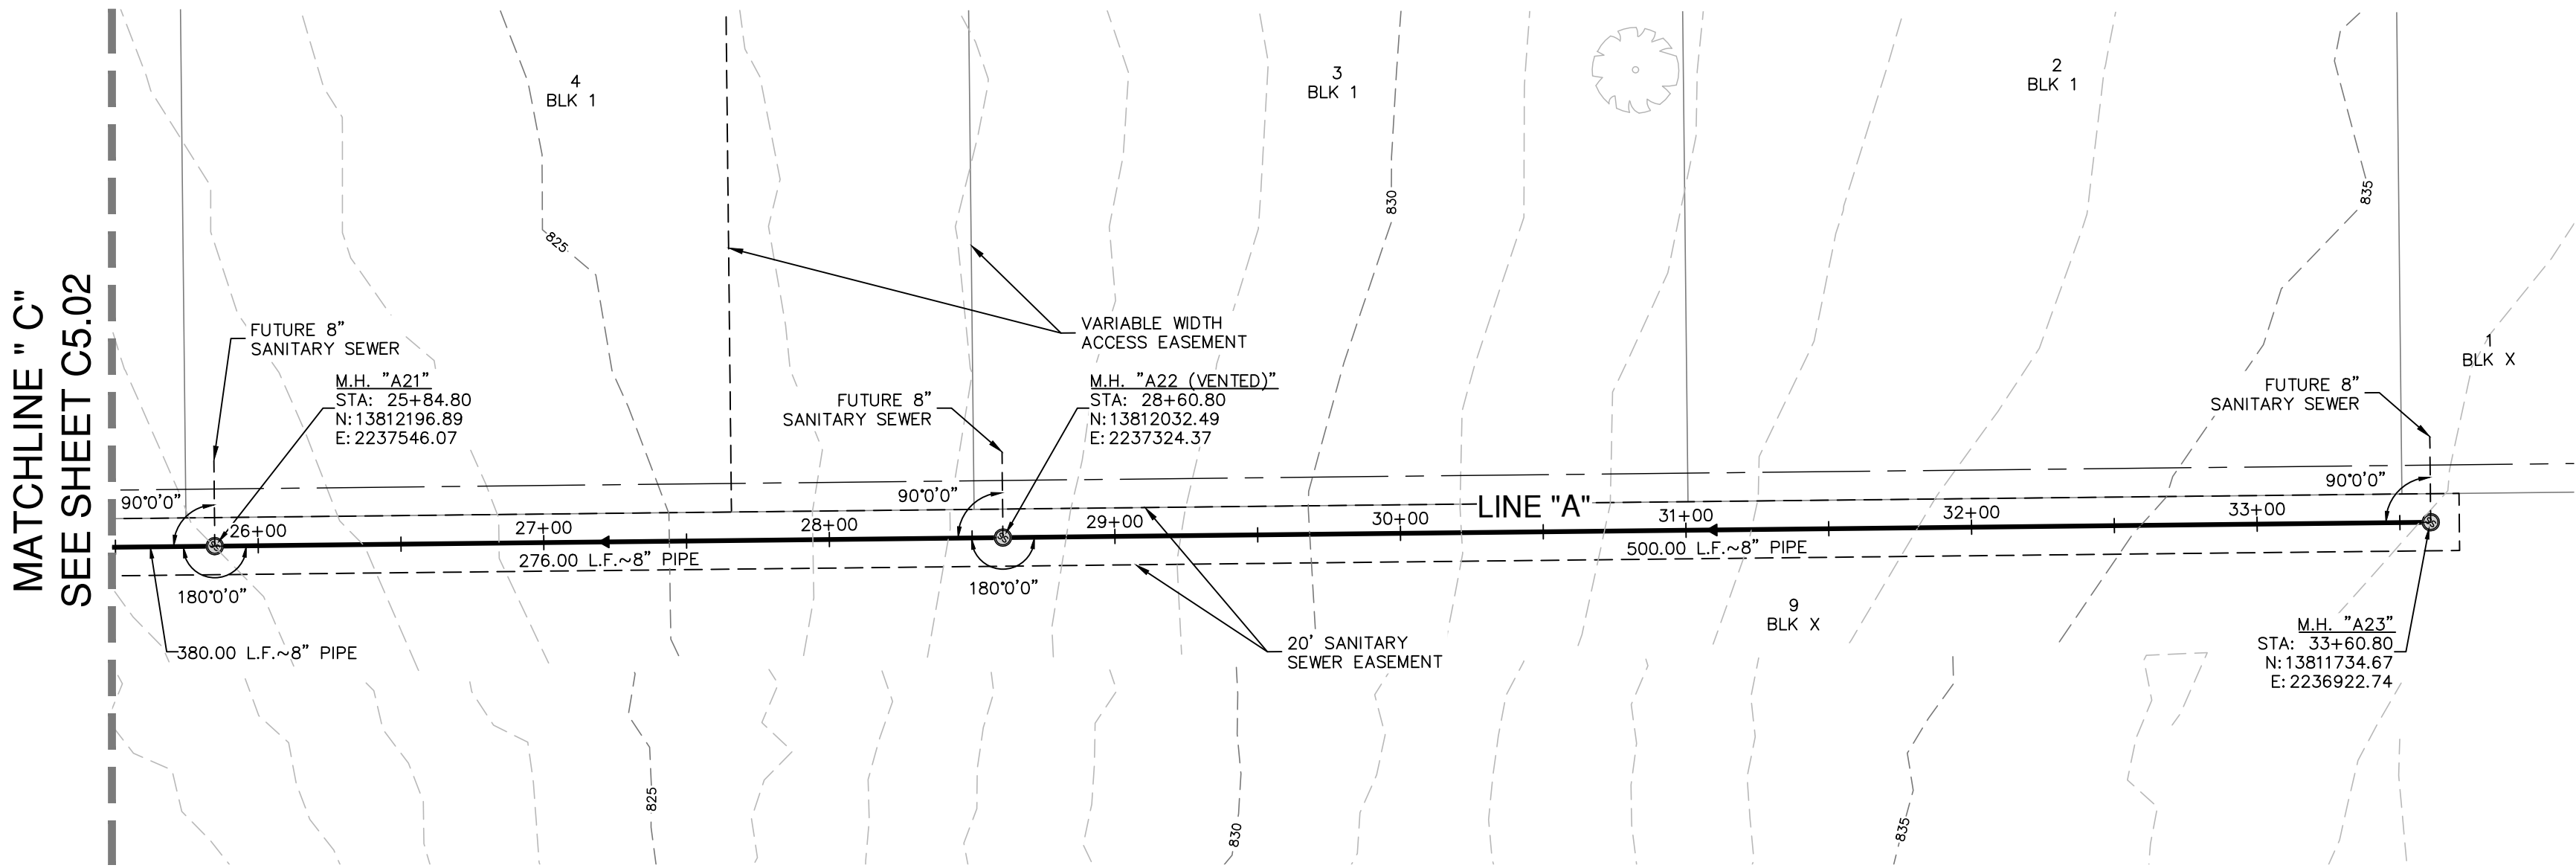 MATCHLINE " C"
SEE SHEET C5.02
4
BLK 1
3
BLK 1
2
BLK 1
1
BLK X
9
BLK X
825
830
835
825
830
835
FUTURE 8"
SANITARY SEWER
M.H. "A21"
STA: 25+84.80
N:13812196.89
E:2237546.07
VARIABLE WIDTH
ACCESS EASEMENT
FUTURE 8"
SANITARY SEWER
M.H. "A22 (VENTED)"
STA: 28+60.80
N:13812032.49
E:2237324.37
FUTURE 8"
SANITARY SEWER
90°0'0"
90°0'0"
90°0'0"
LINE "A"
26+00
27+00
28+00
29+00
30+00
31+00
32+00
33+00
276.00 L.F.~8" PIPE
500.00 L.F.~8" PIPE
180°0'0"
180°0'0"
380.00 L.F.~8" PIPE
20' SANITARY
SEWER EASEMENT
M.H. "A23"
STA: 33+60.80
N:13811734.67
E:2236922.74